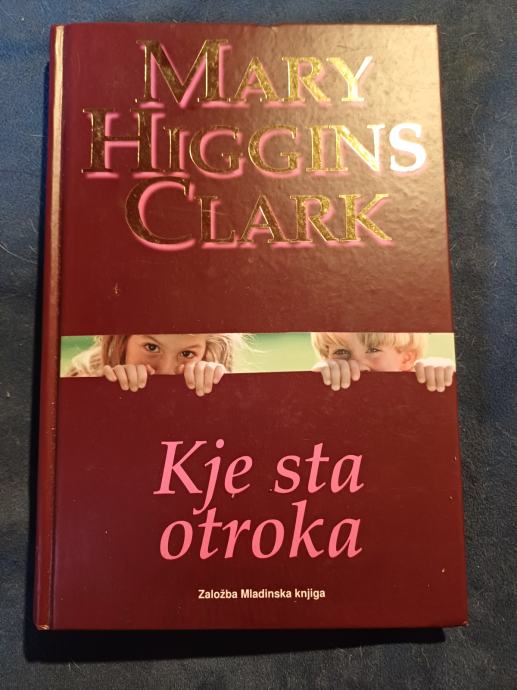 MARY
HIGGINS
CLARK
Kje sta
otroka
Založba Mladinska knjiga